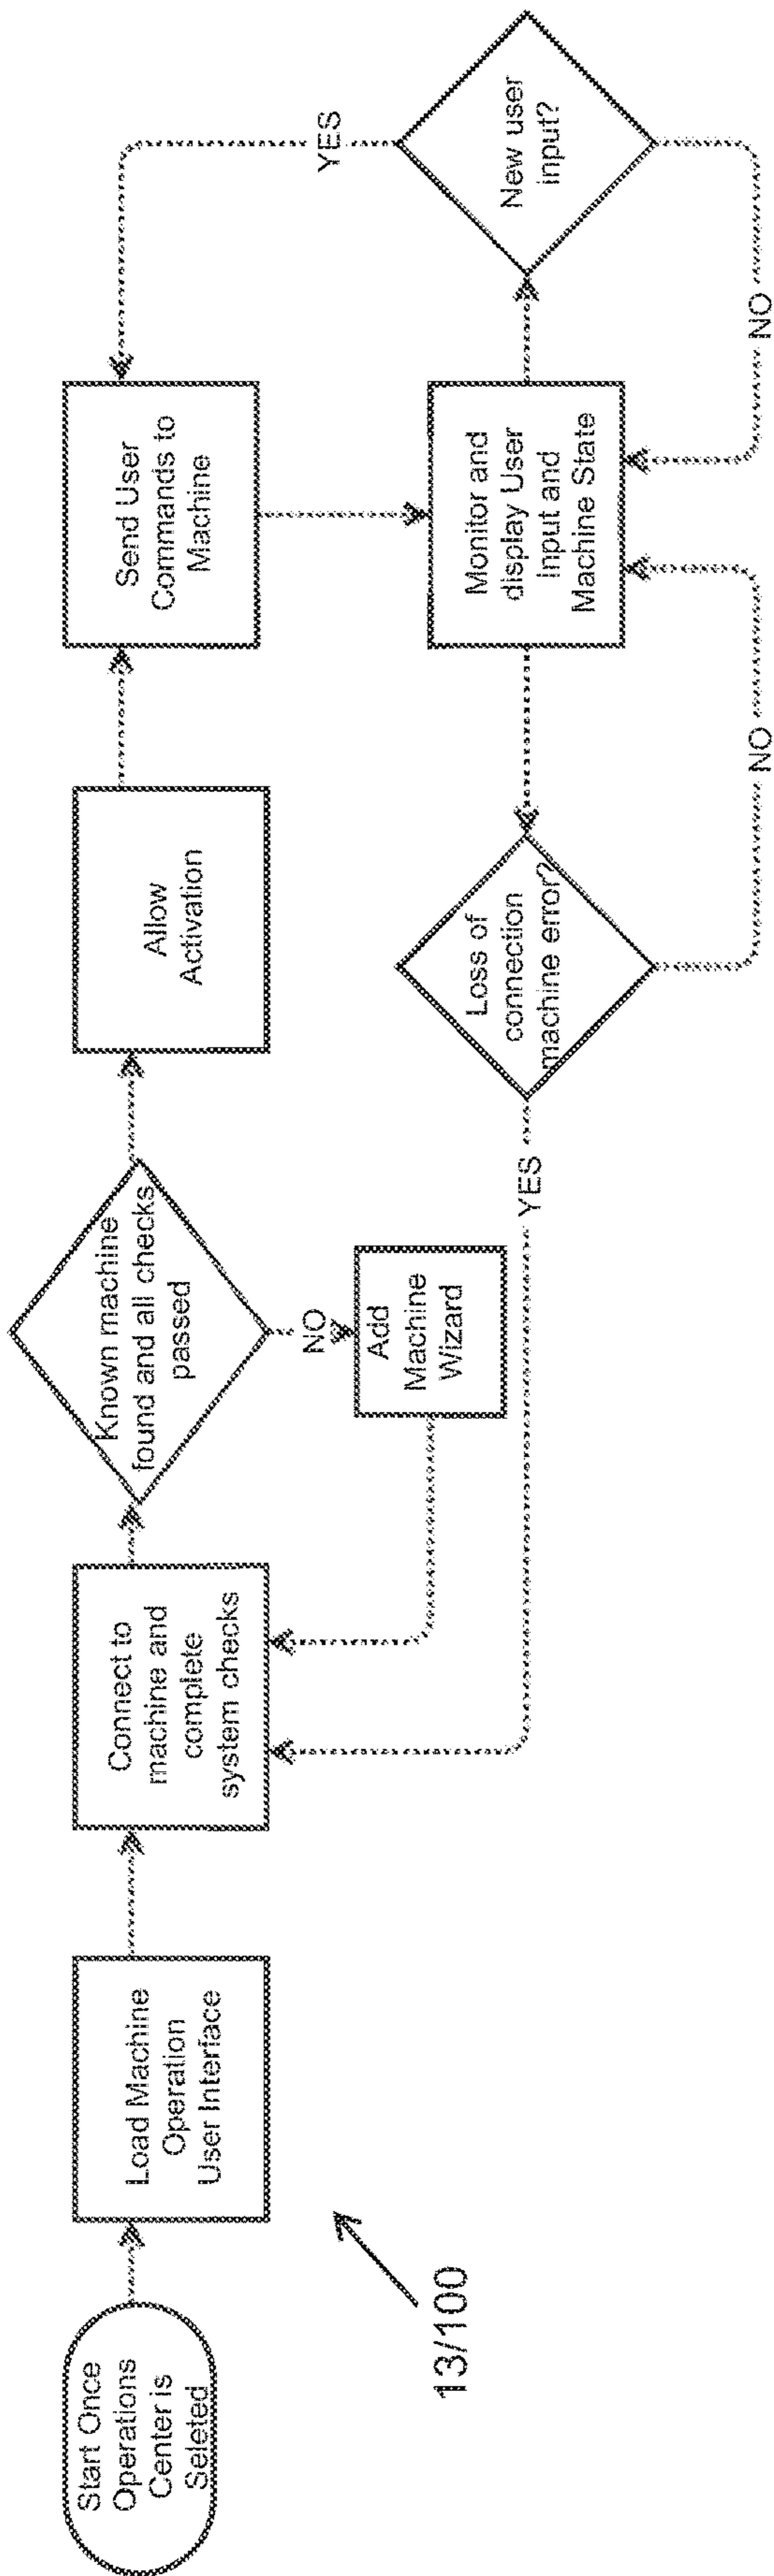 Start Once
Operations
Center is
Seleted
Load Machine
Operation
User Interface
Connect to
machine and
complete
system checks
Known machine
found and all checks
passed
NO
Add
Machine
Wizard
Allow
Activation
Send User
Commands to
Machine
YES
Loss of
connection
machine error?
YES
NO
Monitor and
display User
Input and
Machine State
New user
input?
NO
13/100